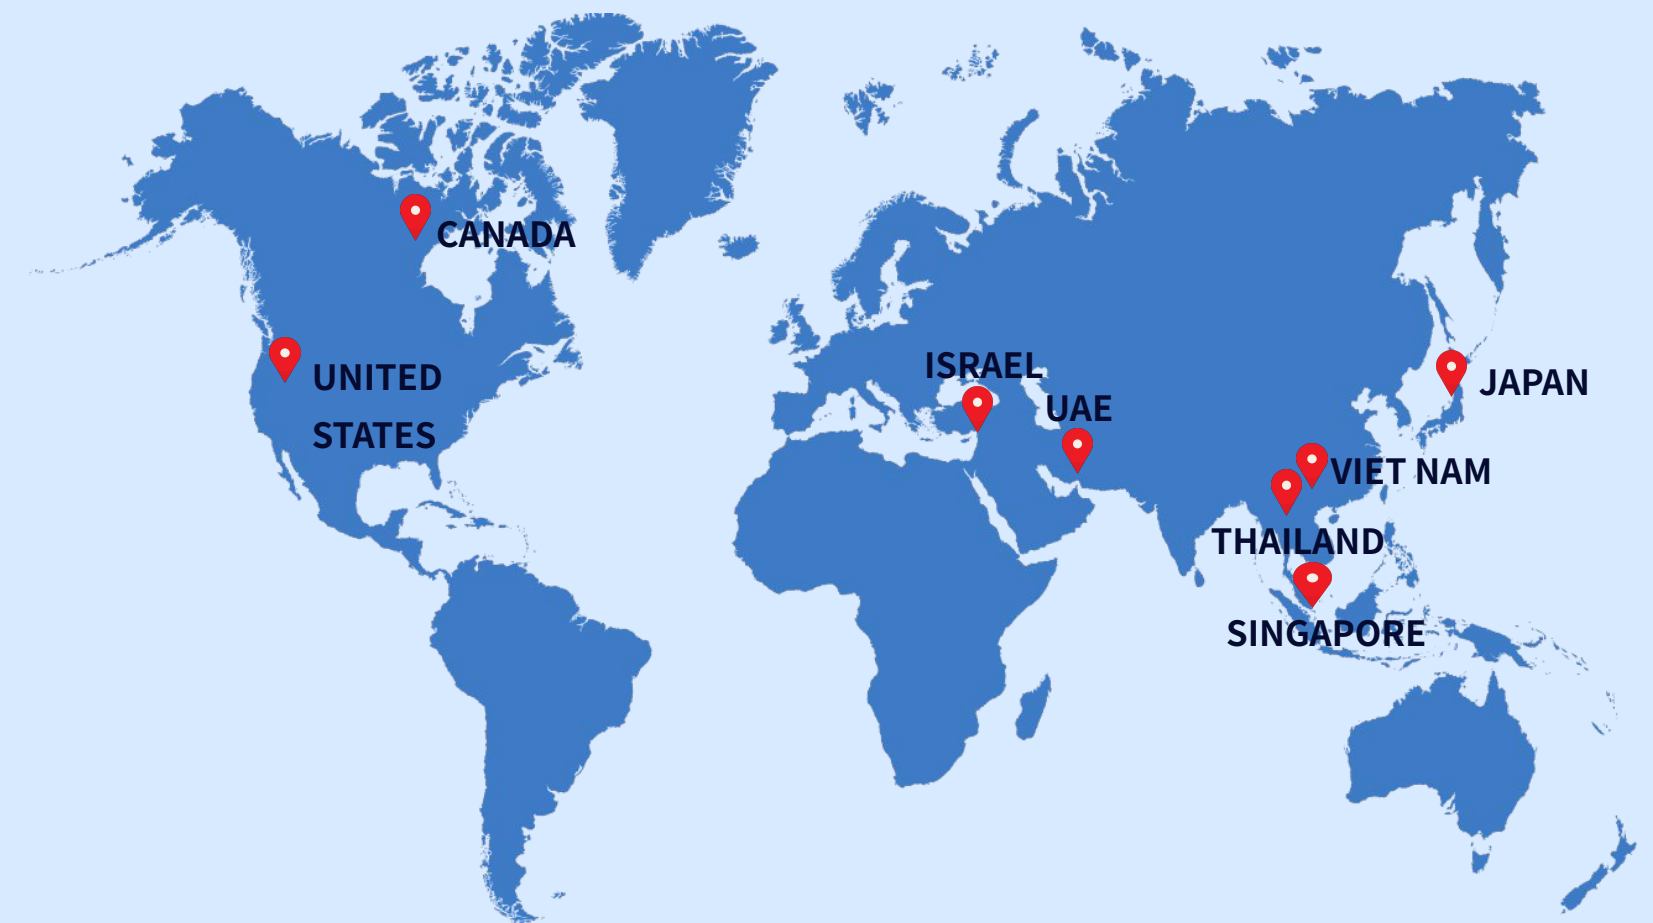 CANADA
UNITED
STATES
ISRAEL
UAE
JAPAN
VIET NAM
THAILAND
SINGAPORE